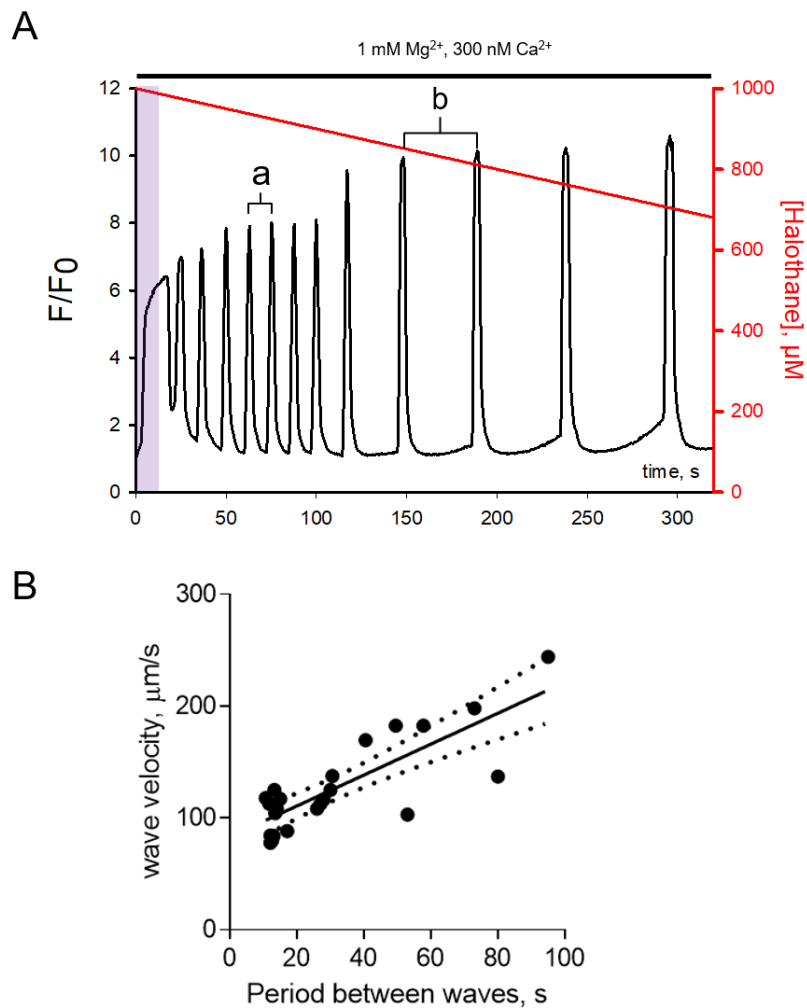 A
1 mM Mg²⁺, 300 nM Ca²⁺
12
10
8
6
4
2
0
F/F0
a
b
1000
800
600
400
200
0
[Halothane], µM
time, s
0 50 100 150 200 250 300
B
300
200
100
0
wave velocity, µm/s
0 20 40 60 80 100
Period between waves, s